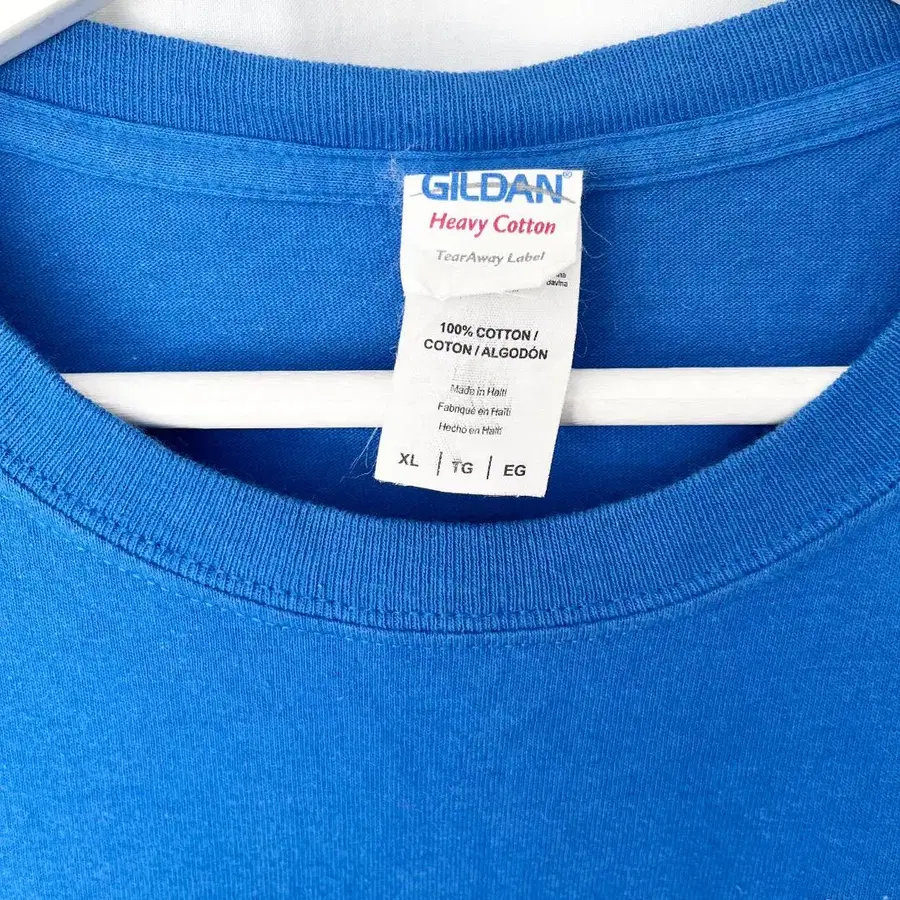 GILDAN®
Heavy Cotton
TearAway Label
100% COTTON /
COTON / ALGODÓN
Made in Haiti
Fabriqué en Haïti
Hecho en Haití
XL | TG | EG